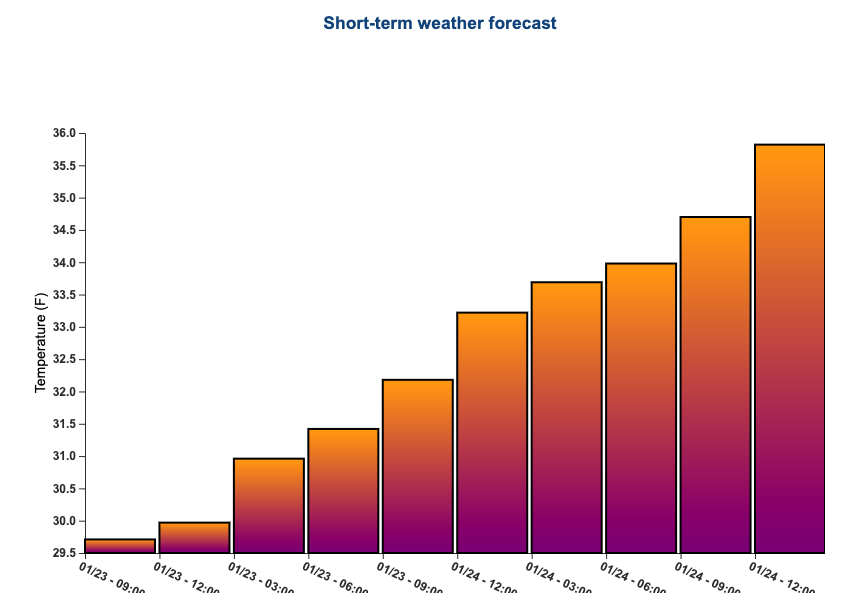 Short-term weather forecast
36.0
35.5
35.0
34.5
34.0
33.5
33.0
32.5
32.0
31.5
31.0
30.5
30.0
29.5
Temperature (F)
01/23 - 09:00
01/23 - 12:00
01/23 - 03:00
01/23 - 06:00
01/23 - 09:00
01/24 - 12:00
01/24 - 03:00
01/24 - 06:00
01/24 - 09:00
01/24 - 12:00